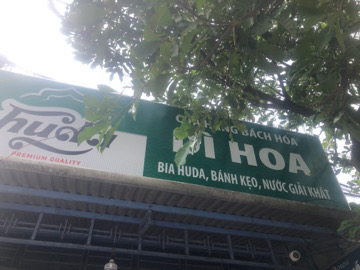 huda
PREMIUM QUALITY
BÁCH HÓA
HOA
BIA HUDA, BÁNH KẸO, NƯỚC GIẢI KHÁT